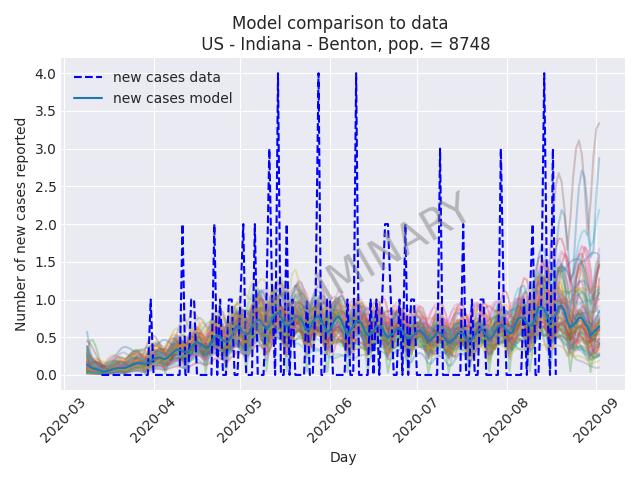 Model comparison to data
US - Indiana - Benton, pop. = 8748
new cases data
new cases model
Number of new cases reported
4.0
3.5
3.0
2.5
2.0
1.5
1.0
0.5
0.0
2020-03
2020-04
2020-05
2020-06
2020-07
2020-08
2020-09
Day